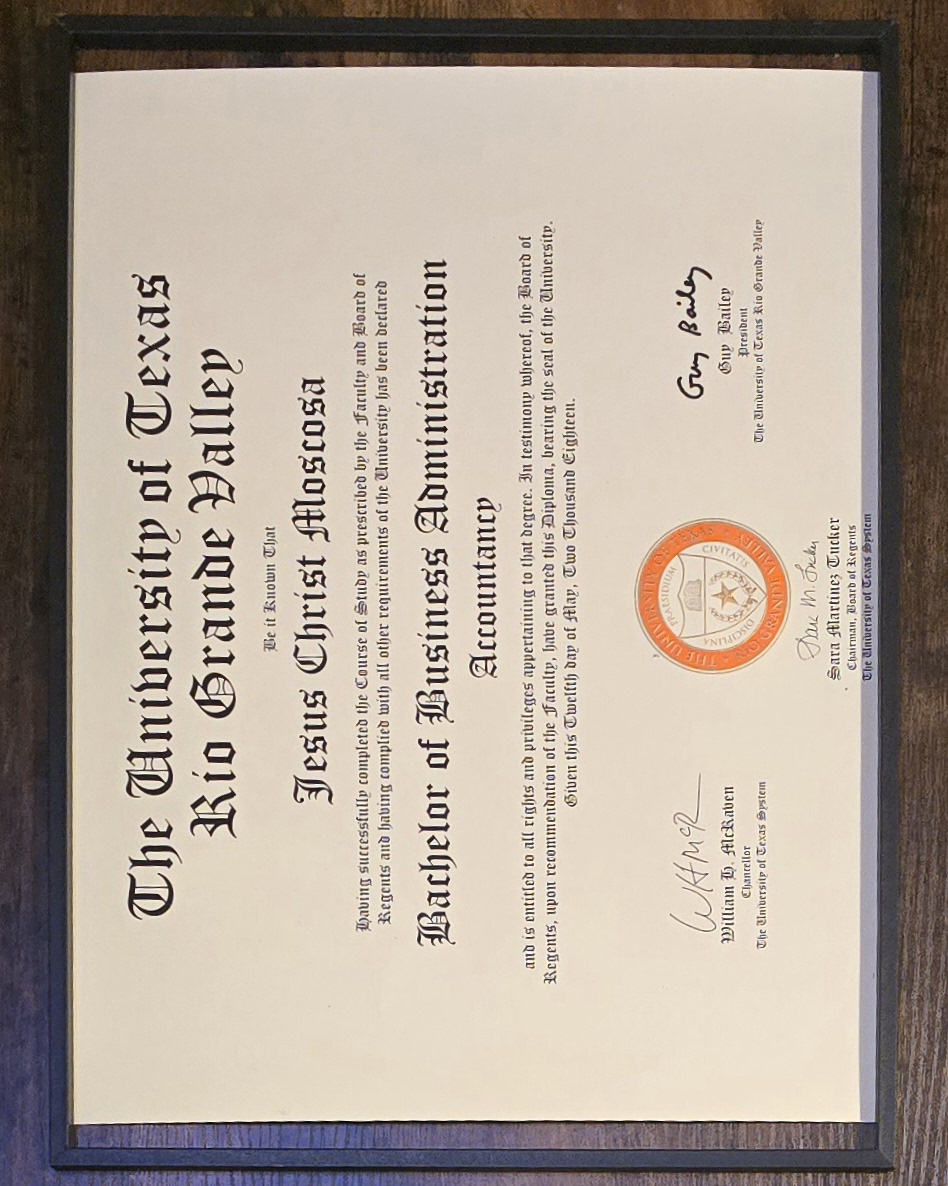 The University of Texas
Rio Grande Valley
Be it Known That
Jesus Christ Moscosa
Having successfully completed the Course of Study as prescribed by the Faculty and Board of
Regents and having complied with all other requirements of the University has been declared
Bachelor of Business Administration
Accountancy
and is entitled to all rights and privileges appertaining to that degree. In testimony whereof, the Board of
Regents, upon recommendation of the Faculty, have granted this Diploma, bearing the seal of the University.
Given this Twelfth day of May, Two Thousand Eighteen.
THE UNIVERSITY OF TEXAS
RIO GRANDE VALLEY
PRAESIDIUM
DISCIPLINA
CIVITATIS
WHMcR
William H. McRaven
Chancellor
The University of Texas System
Guy Bailey
Guy Bailey
President
The University of Texas Rio Grande Valley
Sara M. Tucker
Sara Martinez Tucker
Chairman, Board of Regents
The University of Texas System